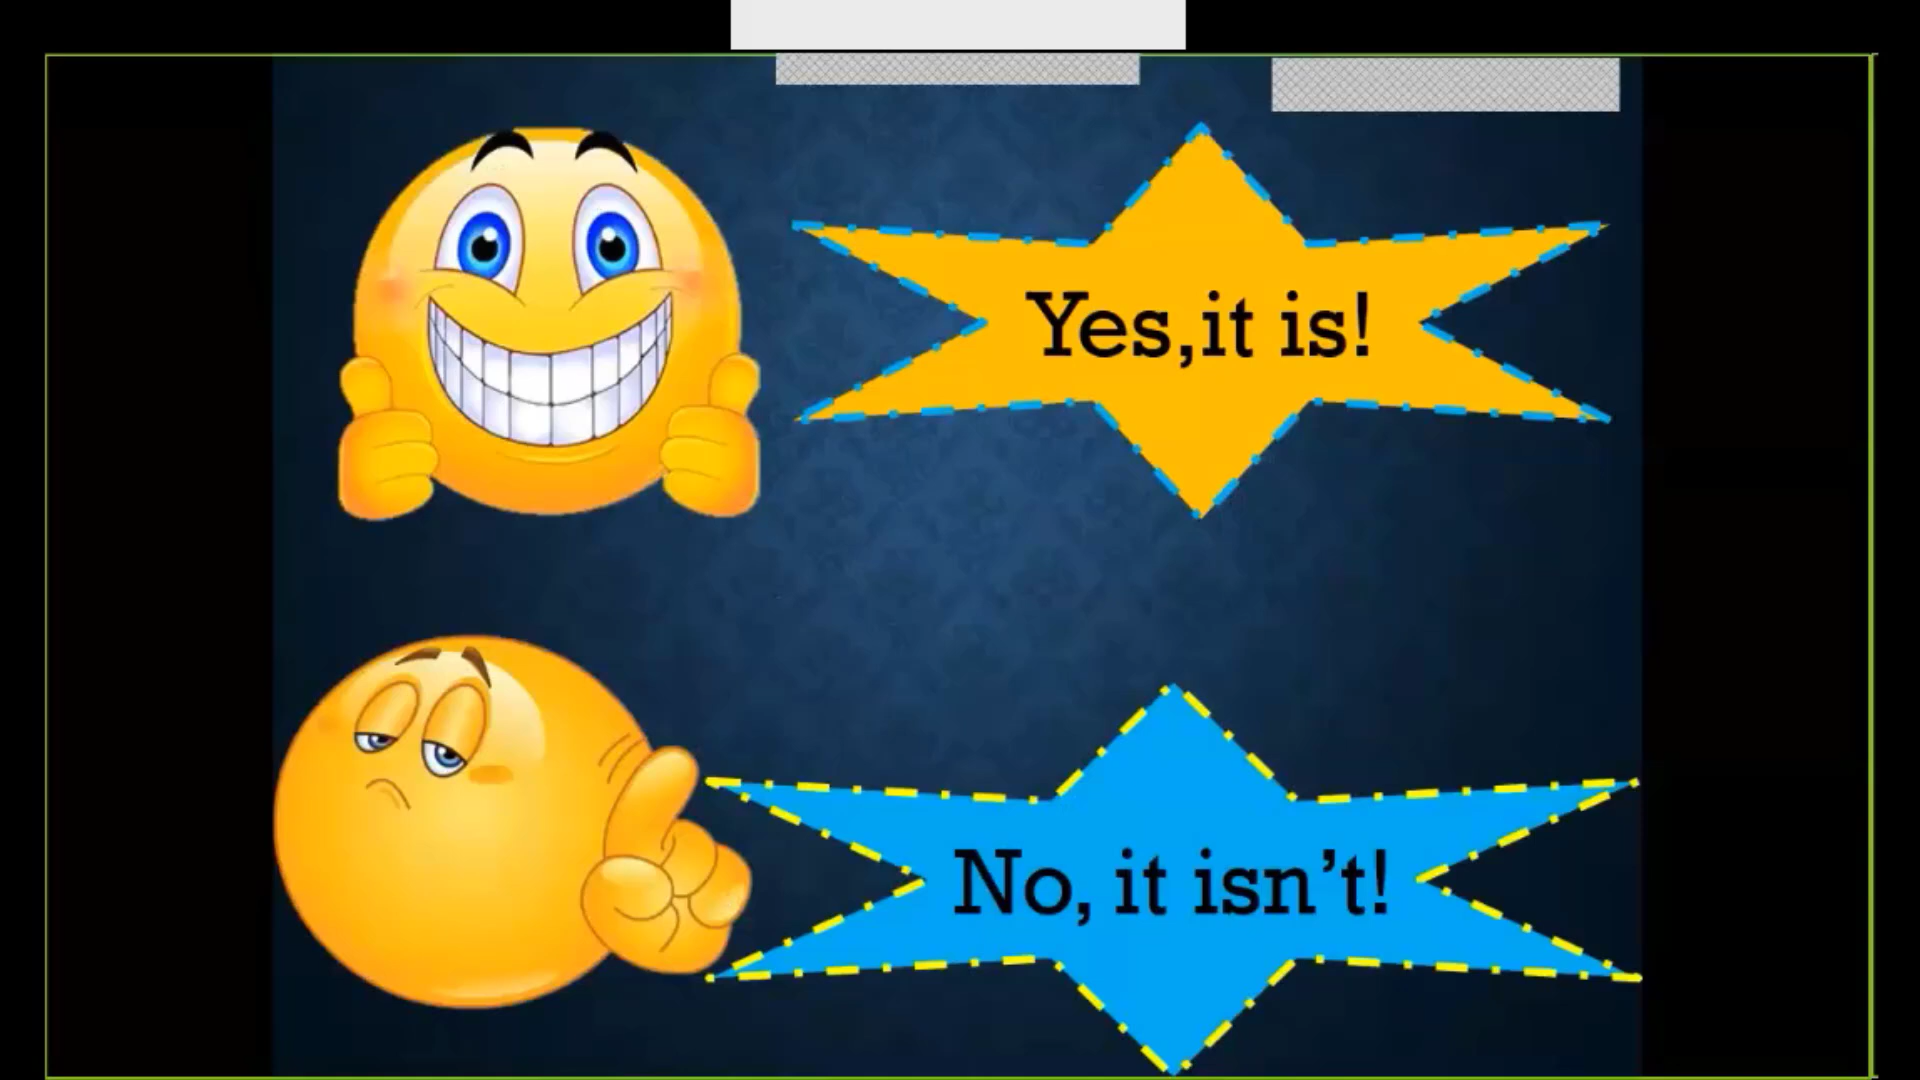 Yes,it is!
No, it isn’t!